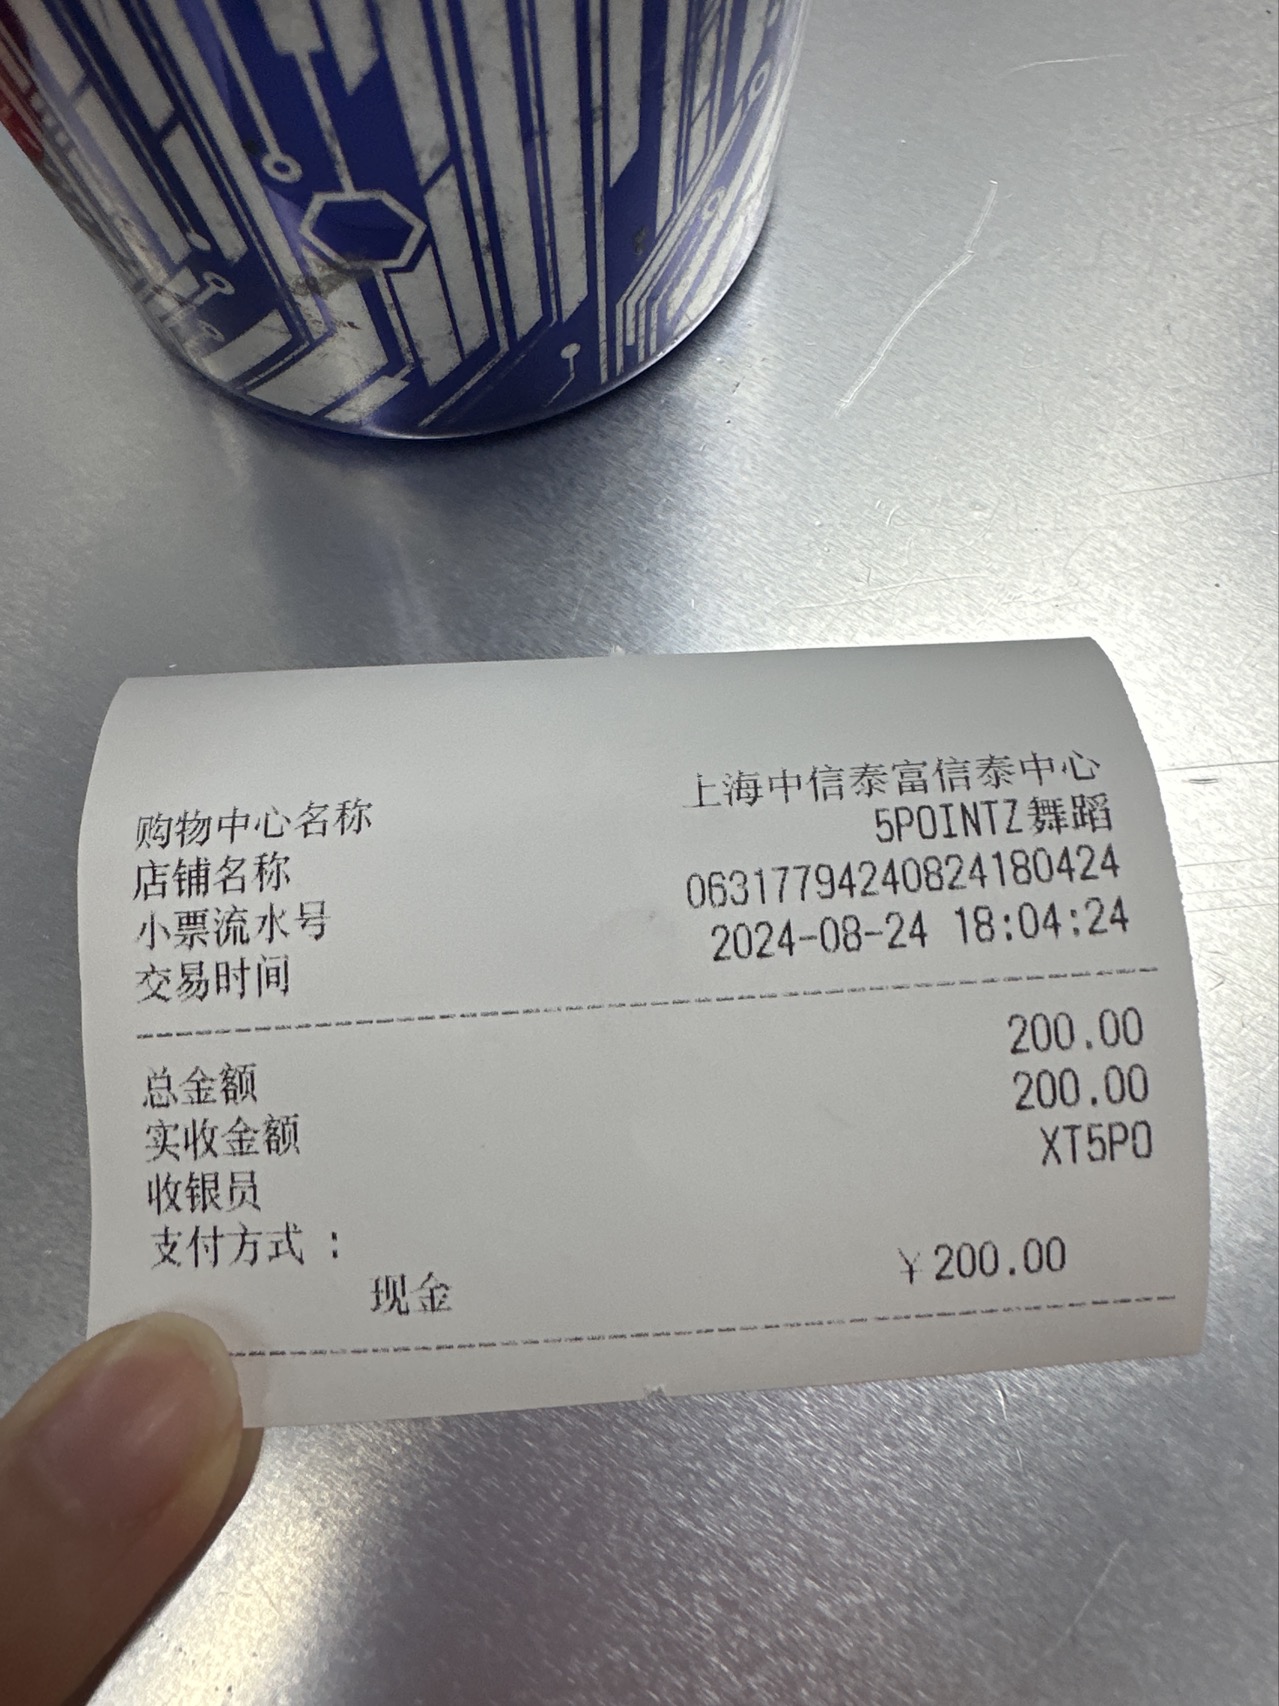 购物中心名称 上海中信泰富信泰中心
店铺名称 5POINTZ舞蹈
小票流水号 06317794240824180424
交易时间 2024-08-24 18:04:24
总金额 200.00
实收金额 200.00
收银员 XT5PO
支付方式 :
现金 ¥200.00